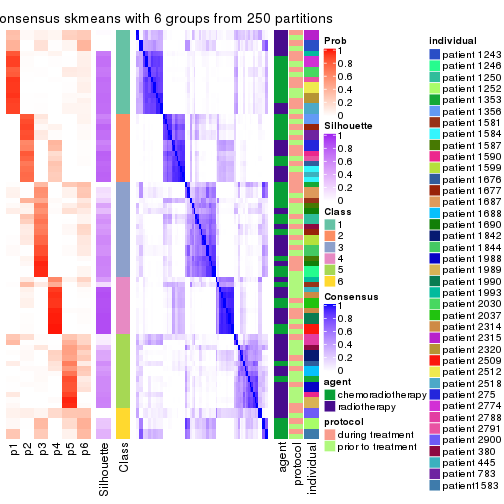 onsensus skmeans with 6 groups from 250 partitions
p1
p2
p3
p4
p5
p6
Silhouette
Class
agent
protocol
individual
Prob
1
0.8
0.6
0.4
0.2
0
Silhouette
1
0.8
0.6
0.4
0.2
0
Class
1
2
3
4
5
6
Consensus
1
0.8
0.6
0.4
0.2
0
agent
chemoradiotherapy
radiotherapy
protocol
during treatment
prior to treatment
individual
patient 1243
patient 1246
patient 1250
patient 1252
patient 1353
patient 1356
patient 1581
patient 1584
patient 1587
patient 1590
patient 1599
patient 1676
patient 1677
patient 1687
patient 1688
patient 1690
patient 1842
patient 1844
patient 1988
patient 1989
patient 1990
patient 1993
patient 2030
patient 2037
patient 2314
patient 2315
patient 2320
patient 2509
patient 2512
patient 2518
patient 275
patient 2774
patient 2788
patient 2791
patient 2900
patient 380
patient 445
patient 783
patient1583